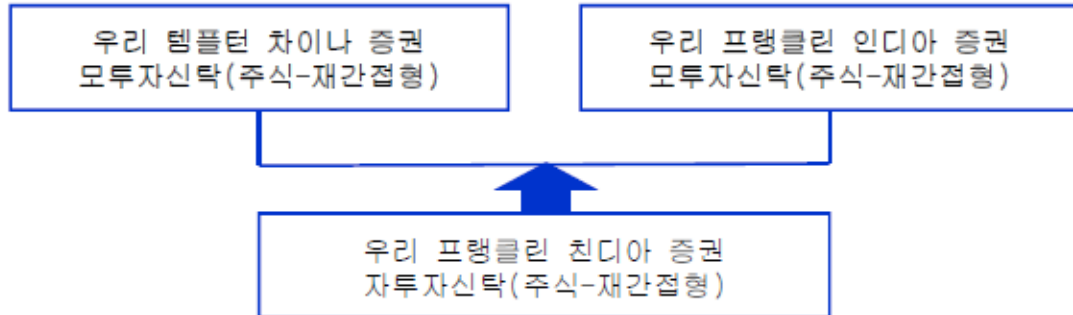 우리 템플턴 차이나 증권
모투자신탁(주식-재간접형)
우리 프랭클린 인디아 증권
모투자신탁(주식-재간접형)
우리 프랭클린 친디아 증권
자투자신탁(주식-재간접형)